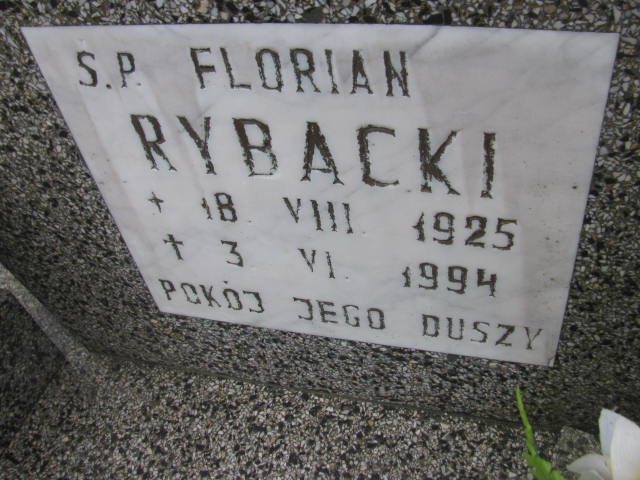 Ś.P. FLORIAN
RYBACKI
+ 18 VIII. 1925
† 3 VI. 1994
POKÓJ JEGO DUSZY